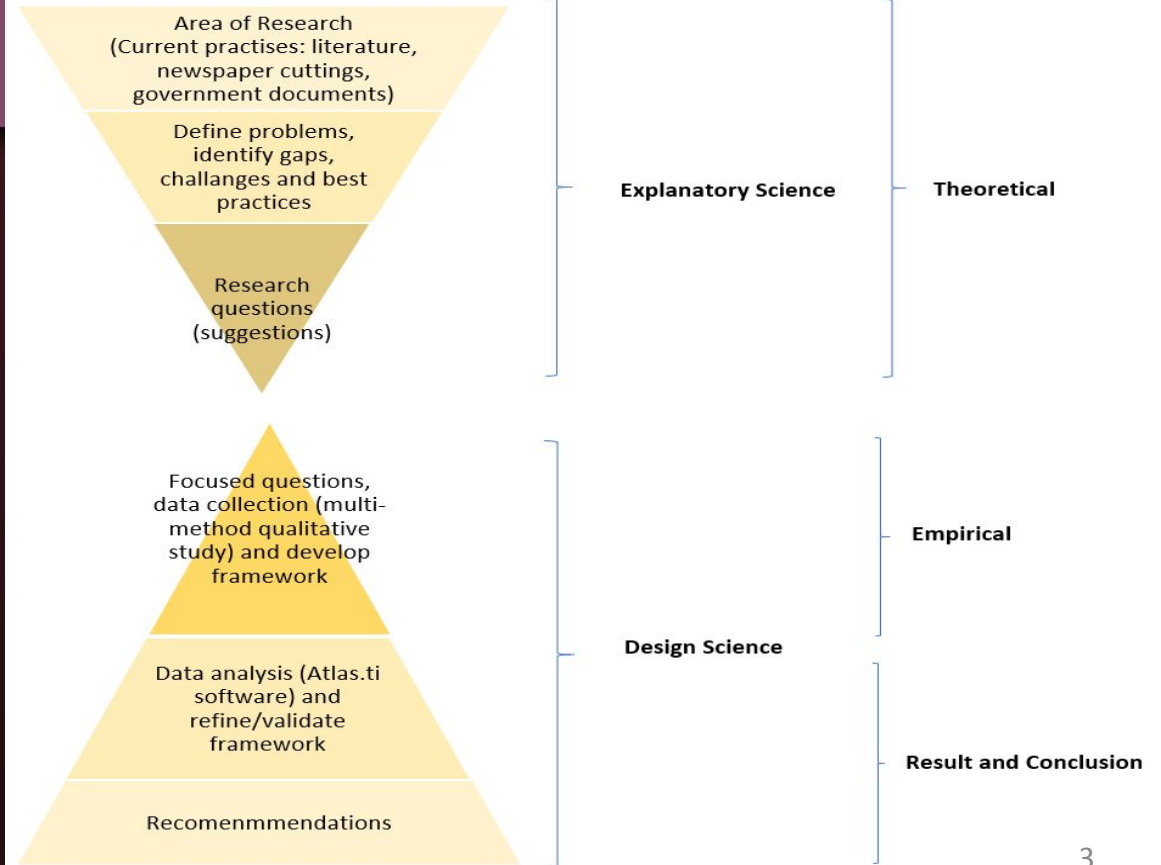 Area of Research
(Current practises: literature,
newspaper cuttings,
government documents)
Define problems,
identify gaps,
challanges and best
practices
Research
questions
(suggestions)
Explanatory Science
Theoretical
Focused questions,
data collection (multi-
method qualitative
study) and develop
framework
Data analysis (Atlas.ti
software) and
refine/validate
framework
Recomenmmendations
Design Science
Empirical
Result and Conclusion
3